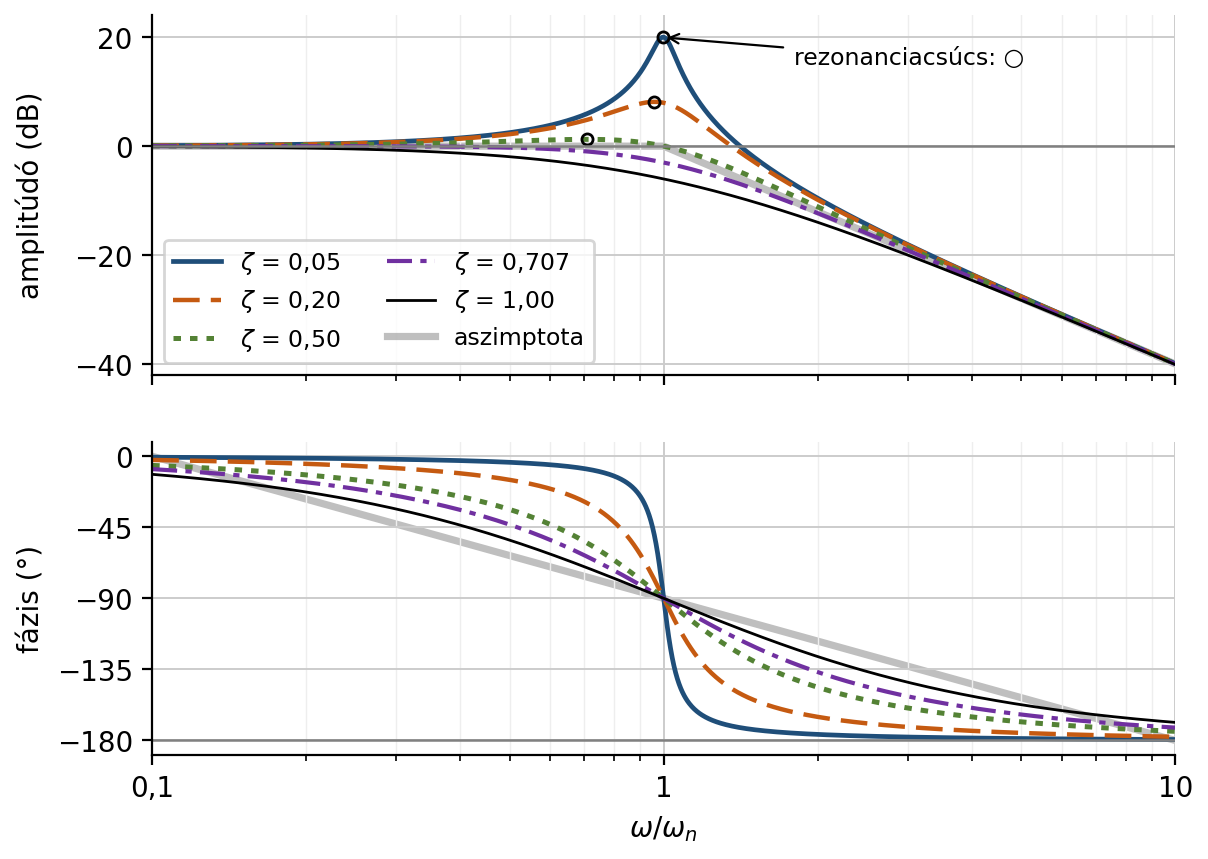 20
0
−20
−40
amplitúdó (dB)
rezonanciacsúcs: ○
ζ = 0,05
ζ = 0,20
ζ = 0,50
ζ = 0,707
ζ = 1,00
aszimptota
0
−45
−90
−135
−180
fázis (°)
0,1
1
10
ω/ωₙ